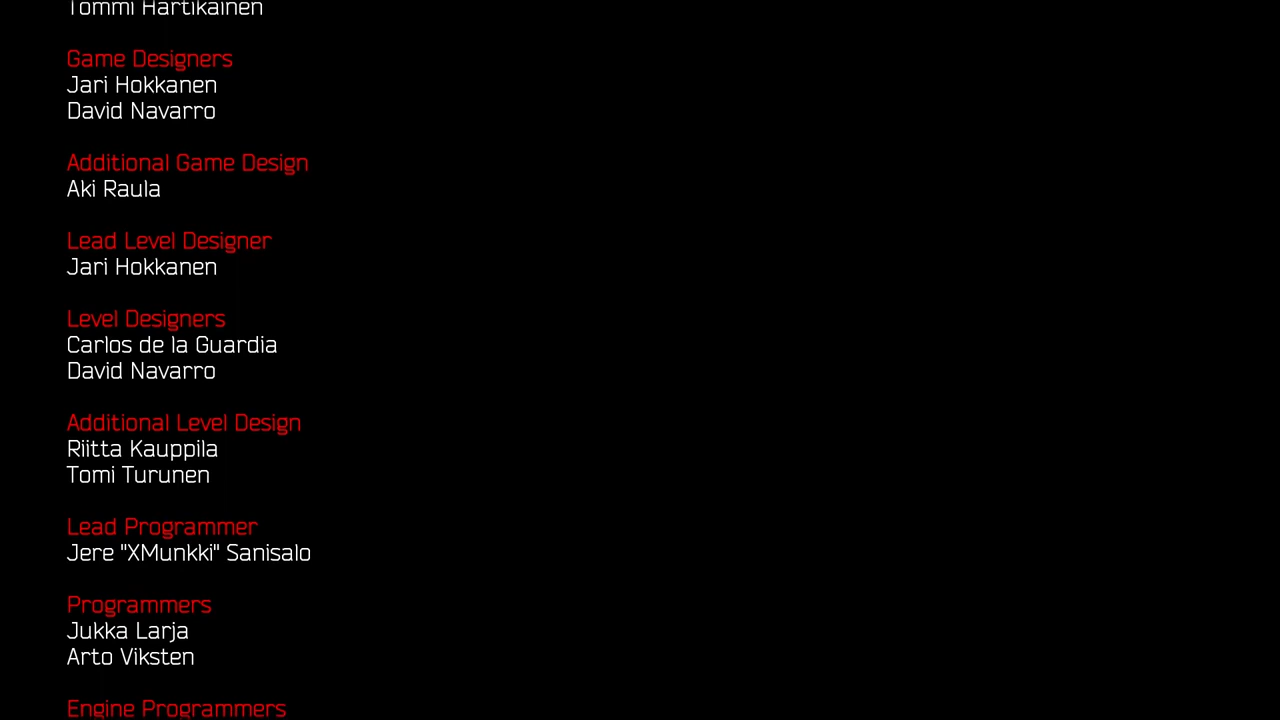 Tommi Hartikainen
Game Designers
Jari Hokkanen
David Navarro
Additional Game Design
Aki Raula
Lead Level Designer
Jari Hokkanen
Level Designers
Carlos de la Guardia
David Navarro
Additional Level Design
Riitta Kauppila
Tomi Turunen
Lead Programmer
Jere "XMunkki" Sanisalo
Programmers
Jukka Larja
Arto Viksten
Engine Programmers